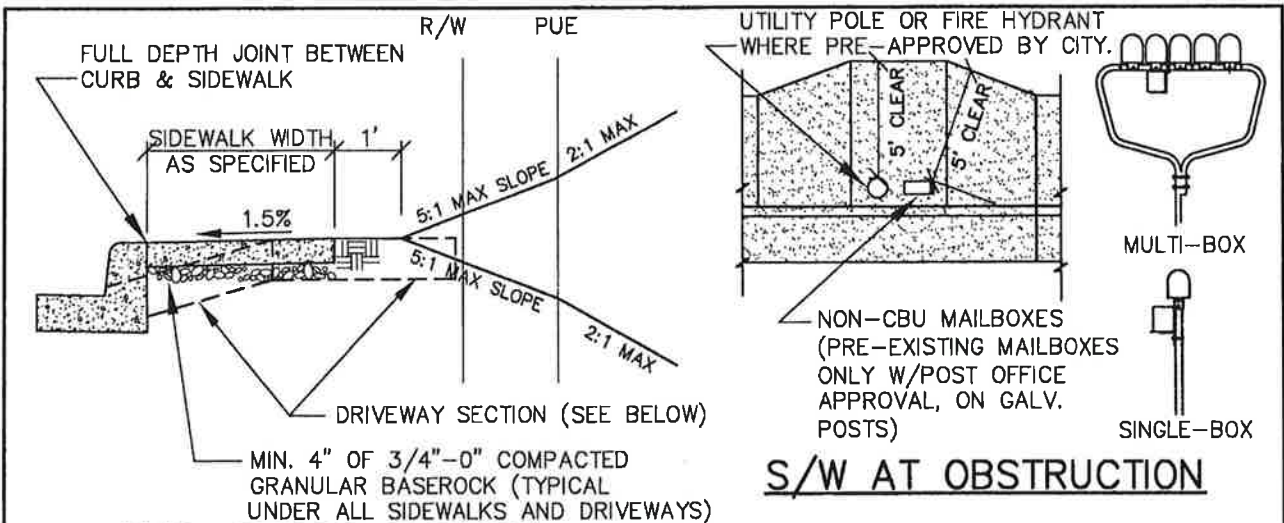 R/W
PUE
FULL DEPTH JOINT BETWEEN
CURB & SIDEWALK
SIDEWALK WIDTH
AS SPECIFIED
1'
1.5%
5:1 MAX SLOPE
2:1 MAX
5:1 MAX SLOPE
2:1 MAX
DRIVEWAY SECTION (SEE BELOW)
MIN. 4" OF 3/4"-0" COMPACTED
GRANULAR BASEROCK (TYPICAL
UNDER ALL SIDEWALKS AND DRIVEWAYS)
UTILITY POLE OR FIRE HYDRANT
WHERE PRE-APPROVED BY CITY.
5' CLEAR
5' CLEAR
NON-CBU MAILBOXES
(PRE-EXISTING MAILBOXES
ONLY W/POST OFFICE
APPROVAL, ON GALV.
POSTS)
MULTI-BOX
SINGLE-BOX
S/W AT OBSTRUCTION